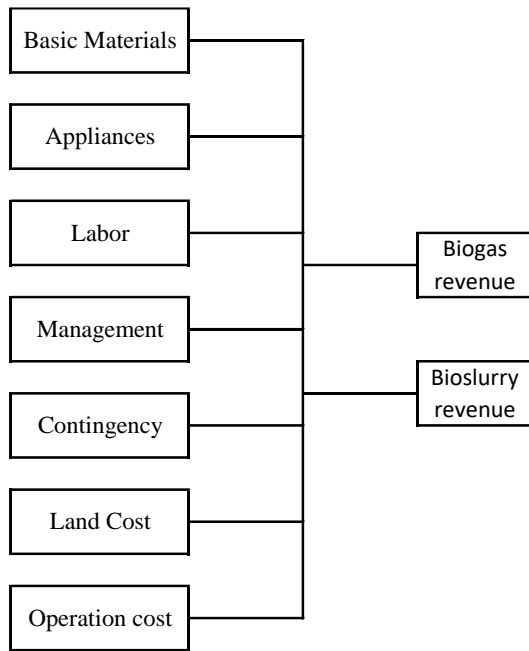 Basic Materials
Appliances
Labor
Management
Contingency
Land Cost
Operation cost
Biogas
revenue
Bioslurry
revenue